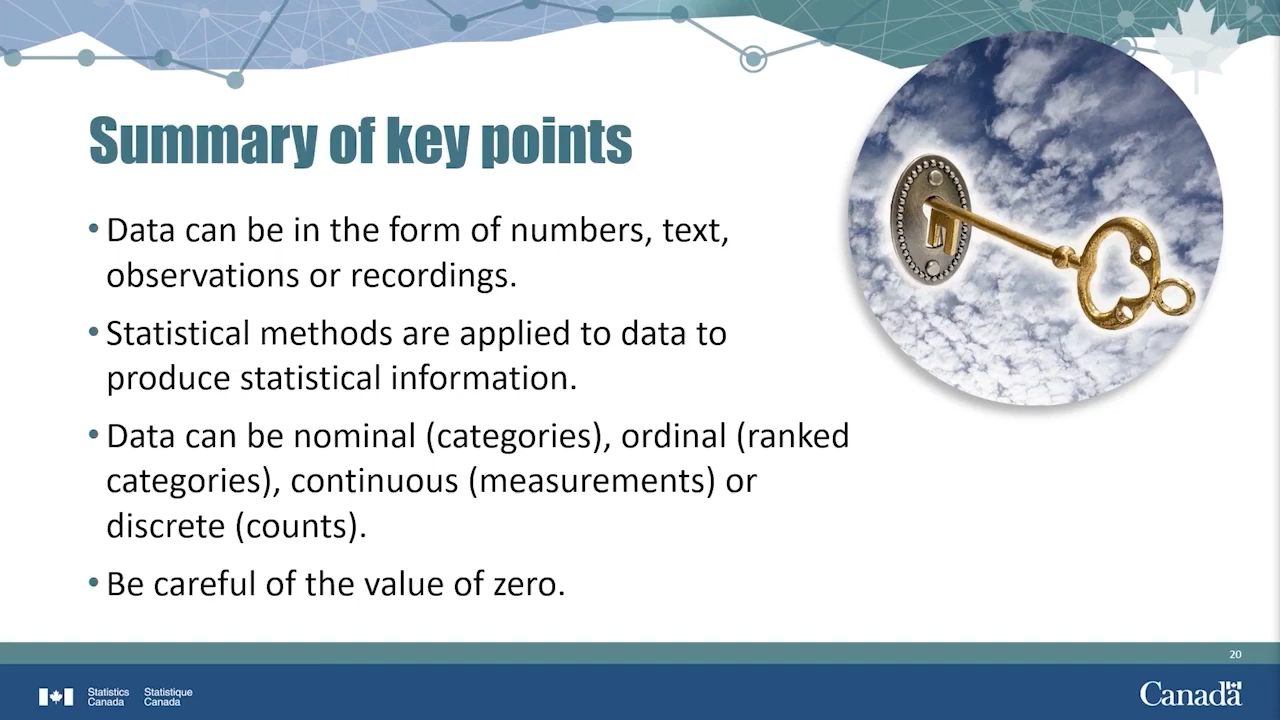 Summary of key points
•Data can be in the form of numbers, text,
observations or recordings.
•Statistical methods are applied to data to
produce statistical information.
•Data can be nominal (categories), ordinal (ranked
categories), continuous (measurements) or
discrete (counts).
•Be careful of the value of zero.
20
Statistics
Canada
Statistique
Canada
Canada